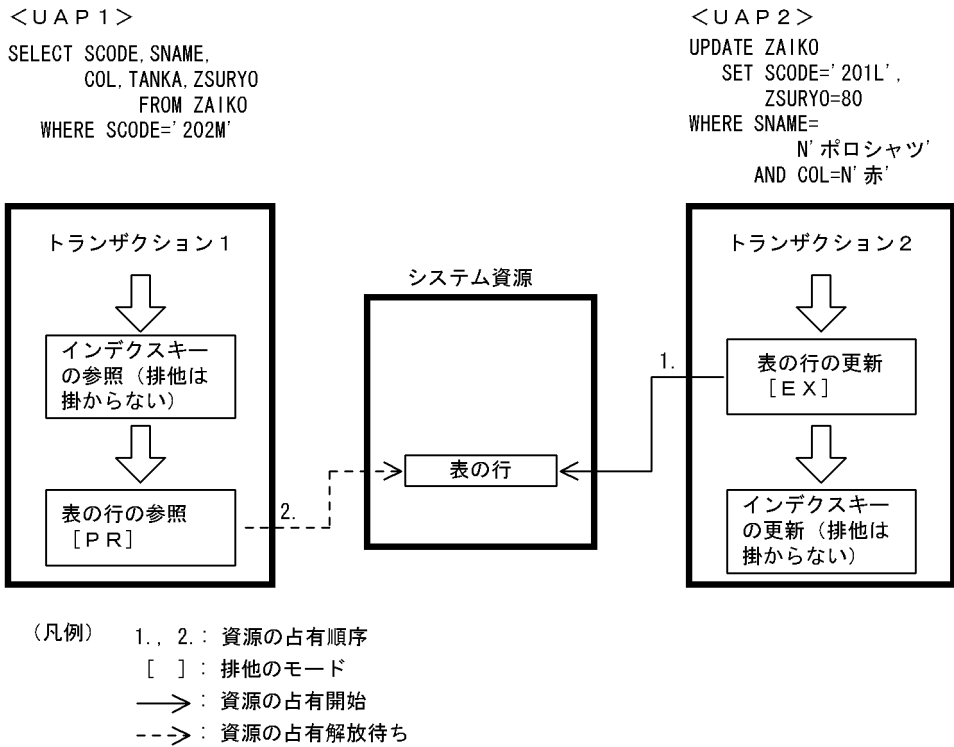 ＜ＵＡＰ１＞
SELECT SCODE,SNAME,
COL,TANKA,ZSURYO
FROM ZAIKO
WHERE SCODE='202M'
＜ＵＡＰ２＞
UPDATE ZAIKO
SET SCODE='201L',
ZSURYO=80
WHERE SNAME=
N'ポロシャツ'
AND COL=N'赤'
トランザクション１
インデクスキー
の参照（排他は
掛からない）
表の行の参照
［ＰＲ］
2.
システム資源
表の行
1.
トランザクション２
表の行の更新
［ＥＸ］
インデクスキー
の更新（排他は
掛からない）
（凡例）
1., 2.： 資源の占有順序
［ ］： 排他のモード
： 資源の占有開始
： 資源の占有解放待ち